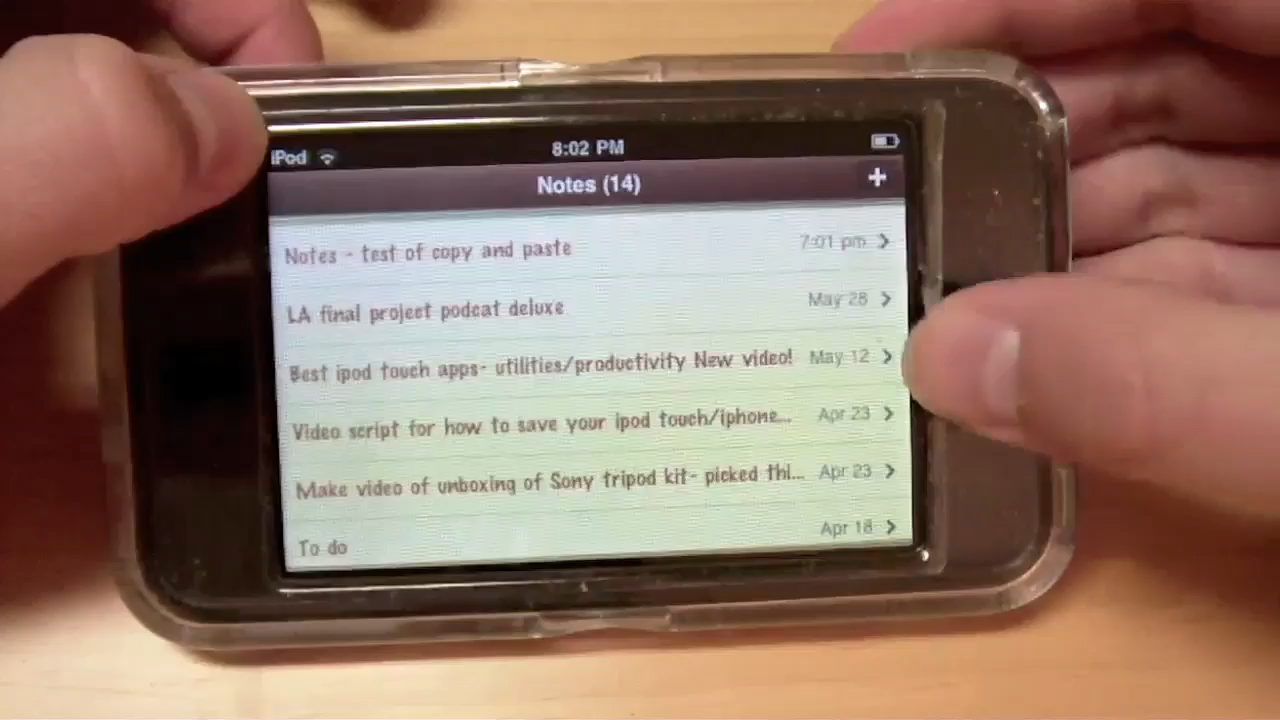 iPod 8:02 PM
Notes (14) +
Notes - test of copy and paste 7:01 pm
LA final project podcat deluxe May 28
Best ipod touch apps- utilities/productivity New video! May 12
Video script for how to save your ipod touch/iphone... Apr 23
Make video of unboxing of Sony tripod kit- picked thi... Apr 23
To do Apr 18